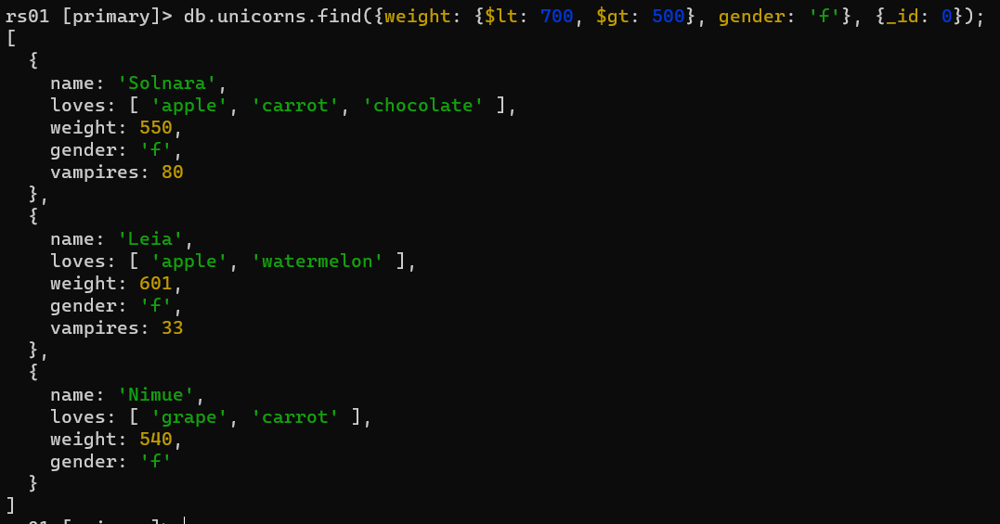 rs01 [primary]> db.unicorns.find({weight: {$lt: 700, $gt: 500}, gender: 'f'}, {_id: 0});
[
  {
    name: 'Solnara',
    loves: [ 'apple', 'carrot', 'chocolate' ],
    weight: 550,
    gender: 'f',
    vampires: 80
  },
  {
    name: 'Leia',
    loves: [ 'apple', 'watermelon' ],
    weight: 601,
    gender: 'f',
    vampires: 33
  },
  {
    name: 'Nimue',
    loves: [ 'grape', 'carrot' ],
    weight: 540,
    gender: 'f'
  }
]
rs01 [primary]>